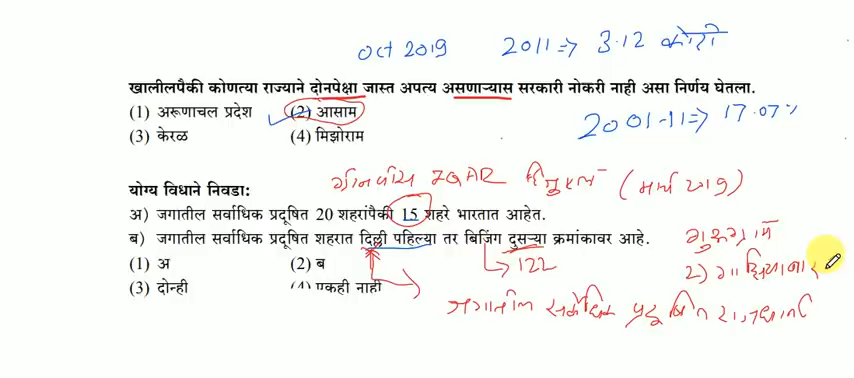 Oct 2019 2011 ⇒ 3.12 कोटी
खालीलपैकी कोणत्या राज्याने दोनपेक्षा जास्त अपत्य असणाऱ्यास सरकारी नोकरी नाही असा निर्णय घेतला.
(1) अरूणाचल प्रदेश (2) आसाम
(3) केरळ (4) मिझोराम
2001-11 ⇒ 17.07%
(मार्च 2019)
योग्य विधाने निवडा:
अ) जगातील सर्वाधिक प्रदूषित 20 शहरांपैकी 15 शहरे भारतात आहेत.
ब) जगातील सर्वाधिक प्रदूषित शहरात दिल्ली पहिल्या तर बिजिंग दुसऱ्या क्रमांकावर आहे.
गुरुग्राम
(1) अ (2) ब
122
2) गाझियाबाद
(3) दोन्ही (4) एकही नाही
जगातील सर्वाधिक प्रदूषित राजधानी